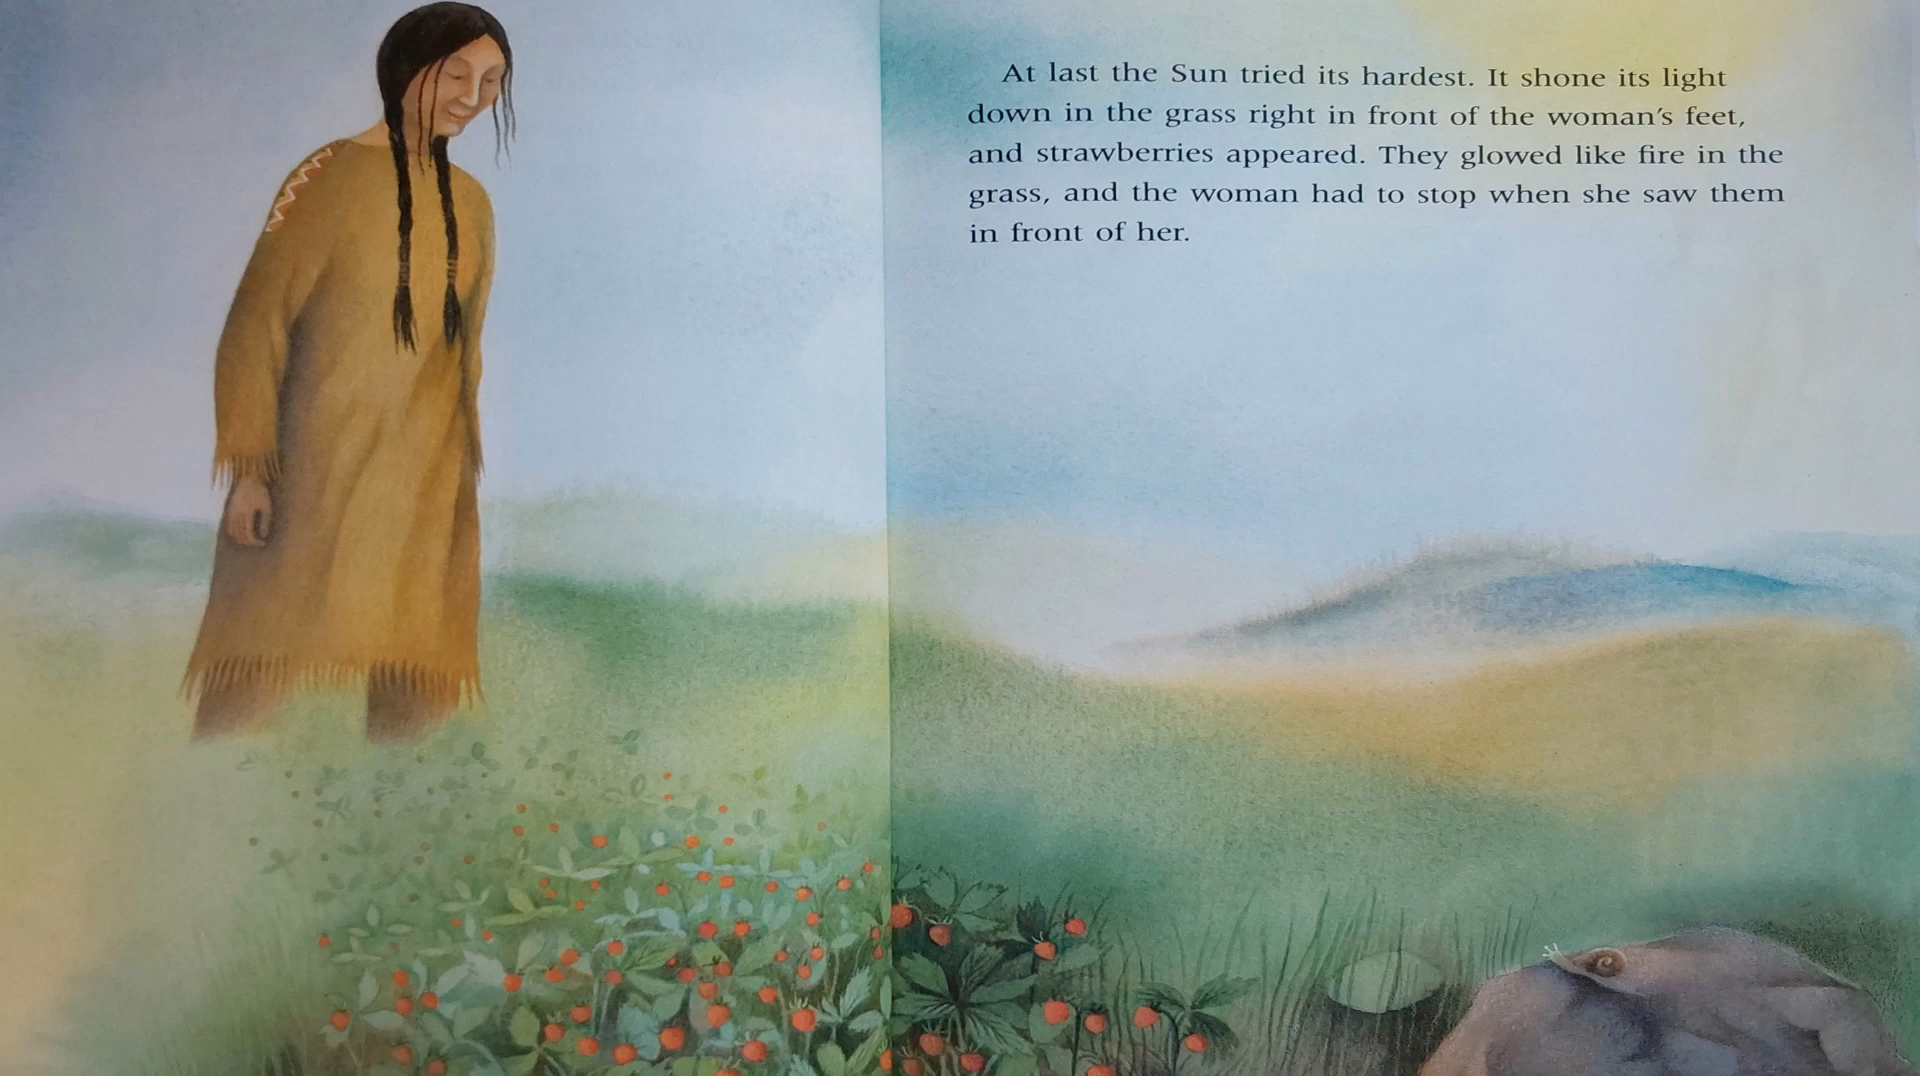 At last the Sun tried its hardest. It shone its light
down in the grass right in front of the woman's feet,
and strawberries appeared. They glowed like fire in the
grass, and the woman had to stop when she saw them
in front of her.